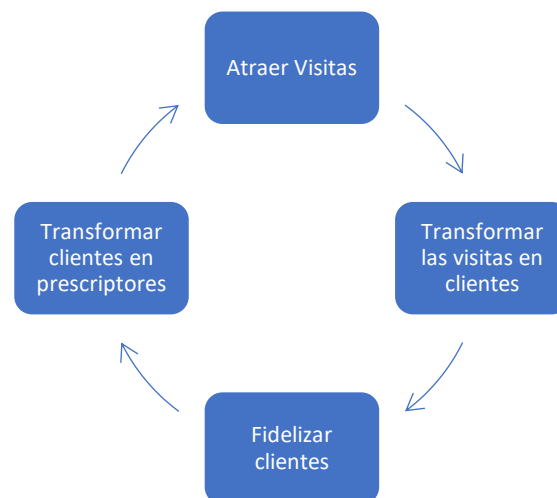 Atraer Visitas
Transformar
las visitas en
clientes
Fidelizar
clientes
Transformar
clientes en
prescriptores